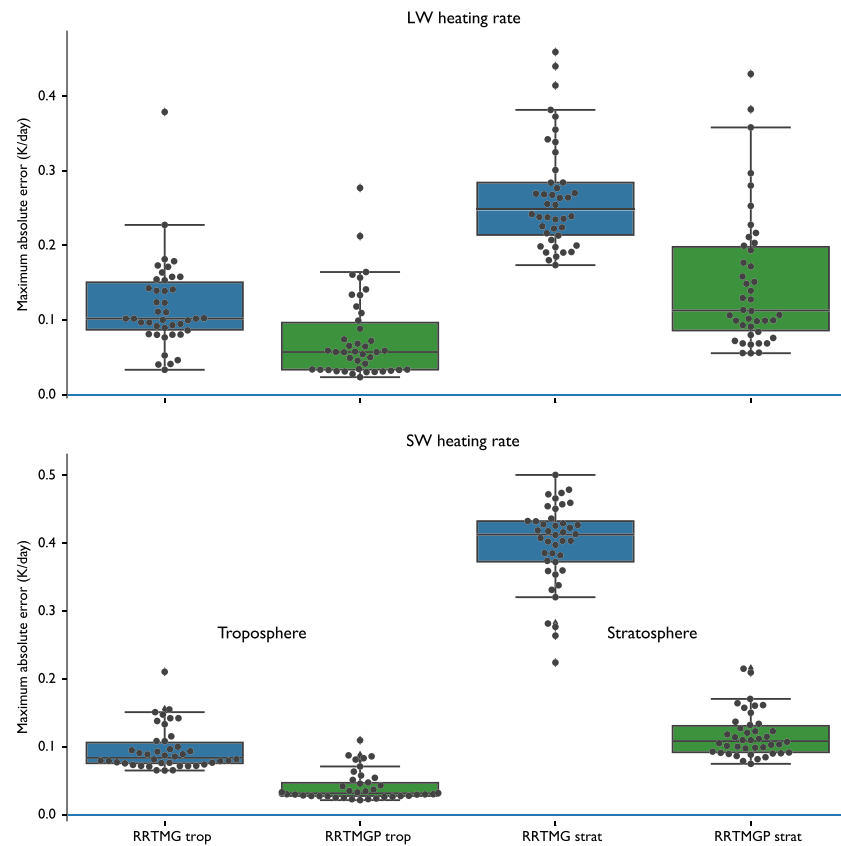 LW heating rate
Maximum absolute error (K/day)
0.4
0.3
0.2
0.1
0.0
SW heating rate
Maximum absolute error (K/day)
0.5
0.4
0.3
0.2
0.1
0.0
Troposphere
Stratosphere
RRTMG trop
RRTMGP trop
RRTMG strat
RRTMGP strat